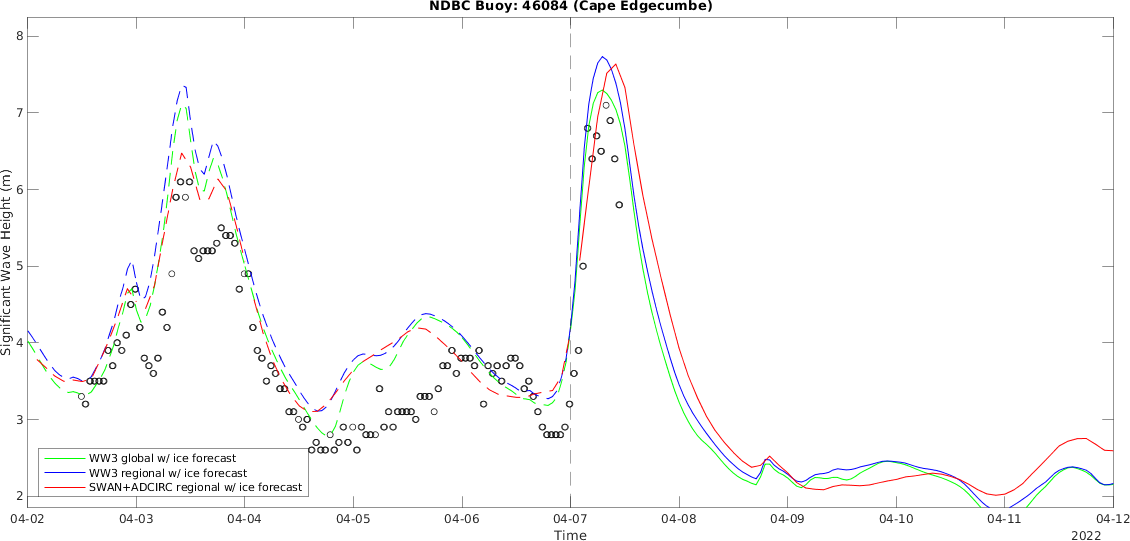 NDBC Buoy: 46084 (Cape Edgecumbe)
8
7
6
5
4
3
2
Significant Wave Height (m)
WW3 global w/ ice forecast
WW3 regional w/ ice forecast
SWAN+ADCIRC regional w/ ice forecast
04-02 04-03 04-04 04-05 04-06 04-07 04-08 04-09 04-10 04-11 04-12
Time
2022